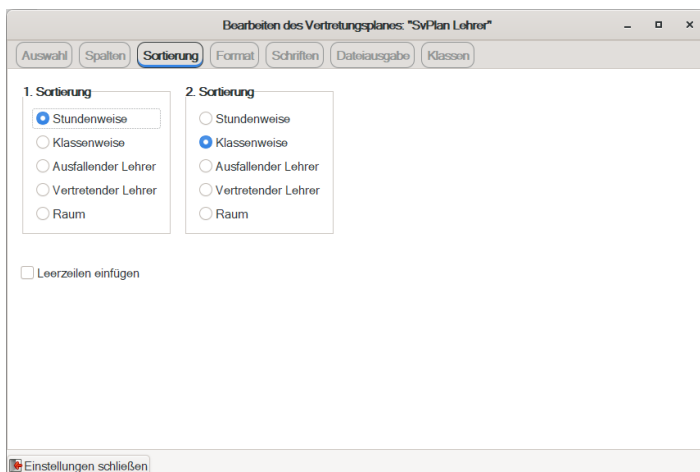 Bearbeiten des Vertretungsplanes: "SvPlan Lehrer"
Auswahl Spalten Sortierung Format Schriften Dateiausgabe Klassen
1. Sortierung
Stundenweise
Klassenweise
Ausfallender Lehrer
Vertretender Lehrer
Raum
2. Sortierung
Stundenweise
Klassenweise
Ausfallender Lehrer
Vertretender Lehrer
Raum
Leerzeilen einfügen
Einstellungen schließen